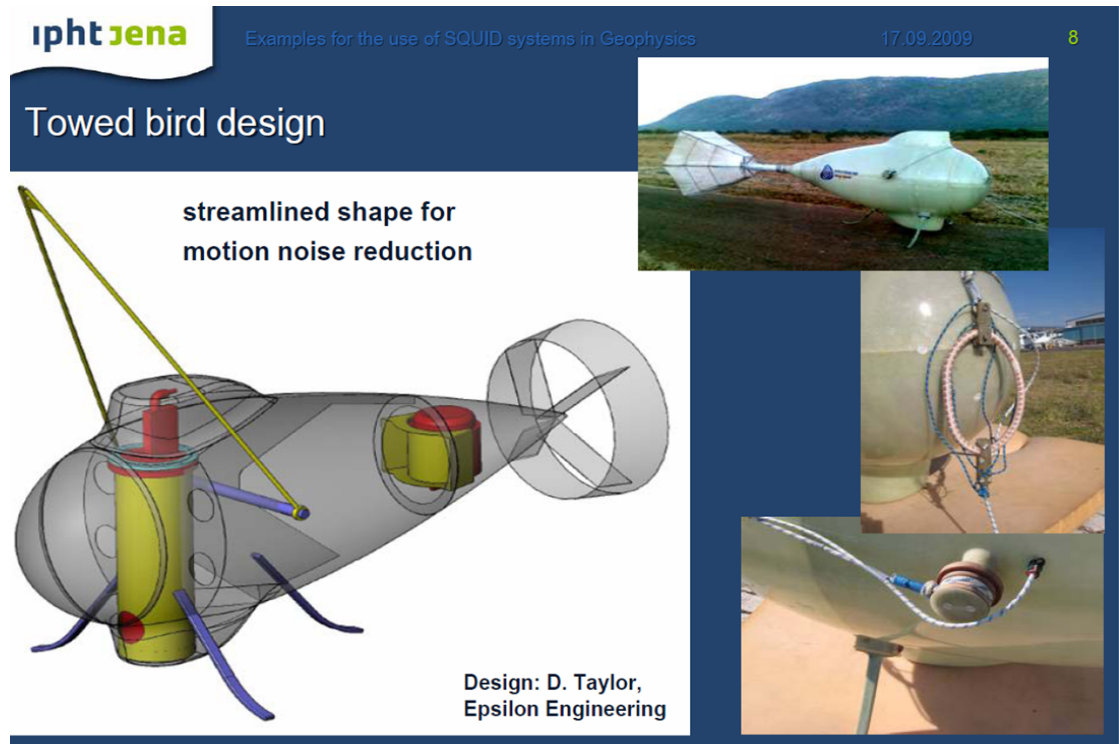 ıpht jena
Examples for the use of SQUID systems in Geophysics
17.09.2009
8
Towed bird design
streamlined shape for
motion noise reduction
Design: D. Taylor,
Epsilon Engineering